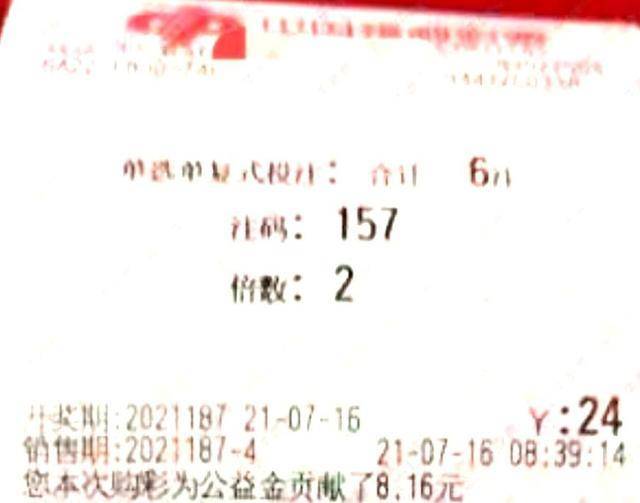 单选单复式投注: 合计 6注
注码: 157
倍数: 2
开奖期:2021187 21-07-16 ￥:24
销售期:2021187-4 21-07-16 08:39:14
您本次购彩为公益金贡献了8.16元